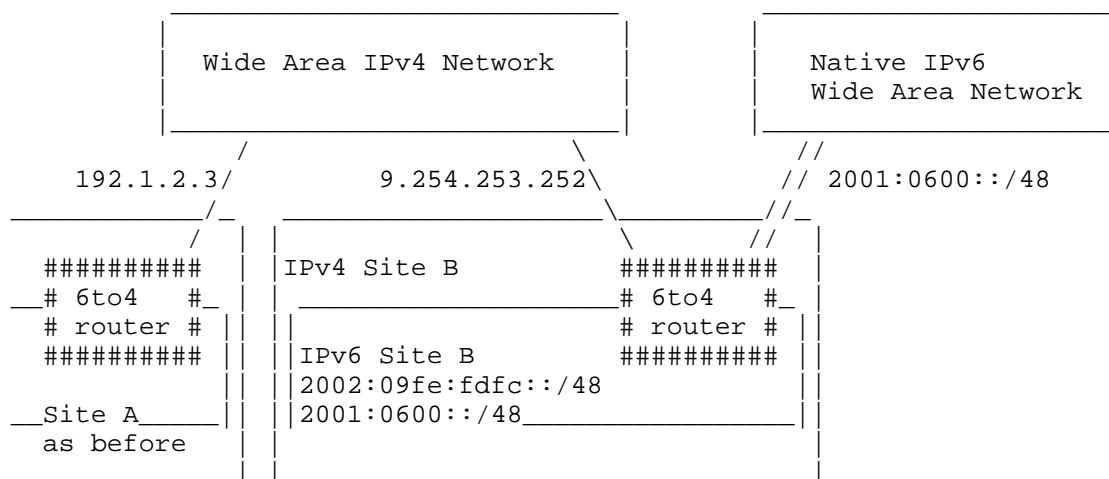 Wide Area IPv4 Network Native IPv6
Wide Area Network
192.1.2.3/ 9.254.253.252\ // 2001:0600::/48
########## IPv4 Site B ##########
# 6to4 # # 6to4 #
# router # # router #
########## IPv6 Site B ##########
2002:09fe:fdfc::/48
Site A 2001:0600::/48
as before